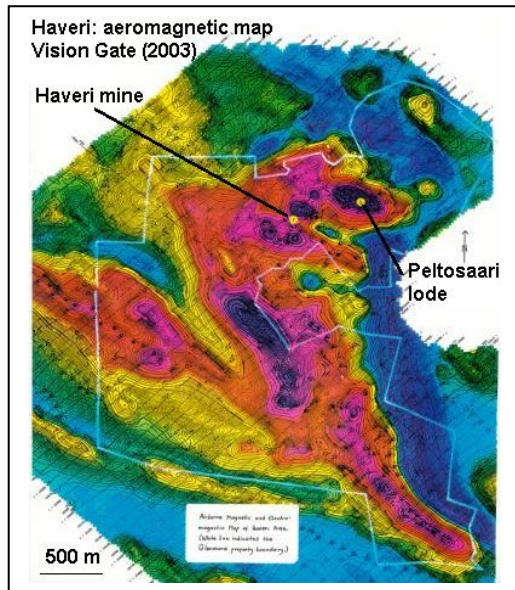 Haveri: aeromagnetic map
Vision Gate (2003)
Haveri mine
N
Peltosaari
lode
Airborne Magnetic and Electro-
magnetic Map of Haveri Area.
(White line indicates the
Glenmore property boundary.)
500 m